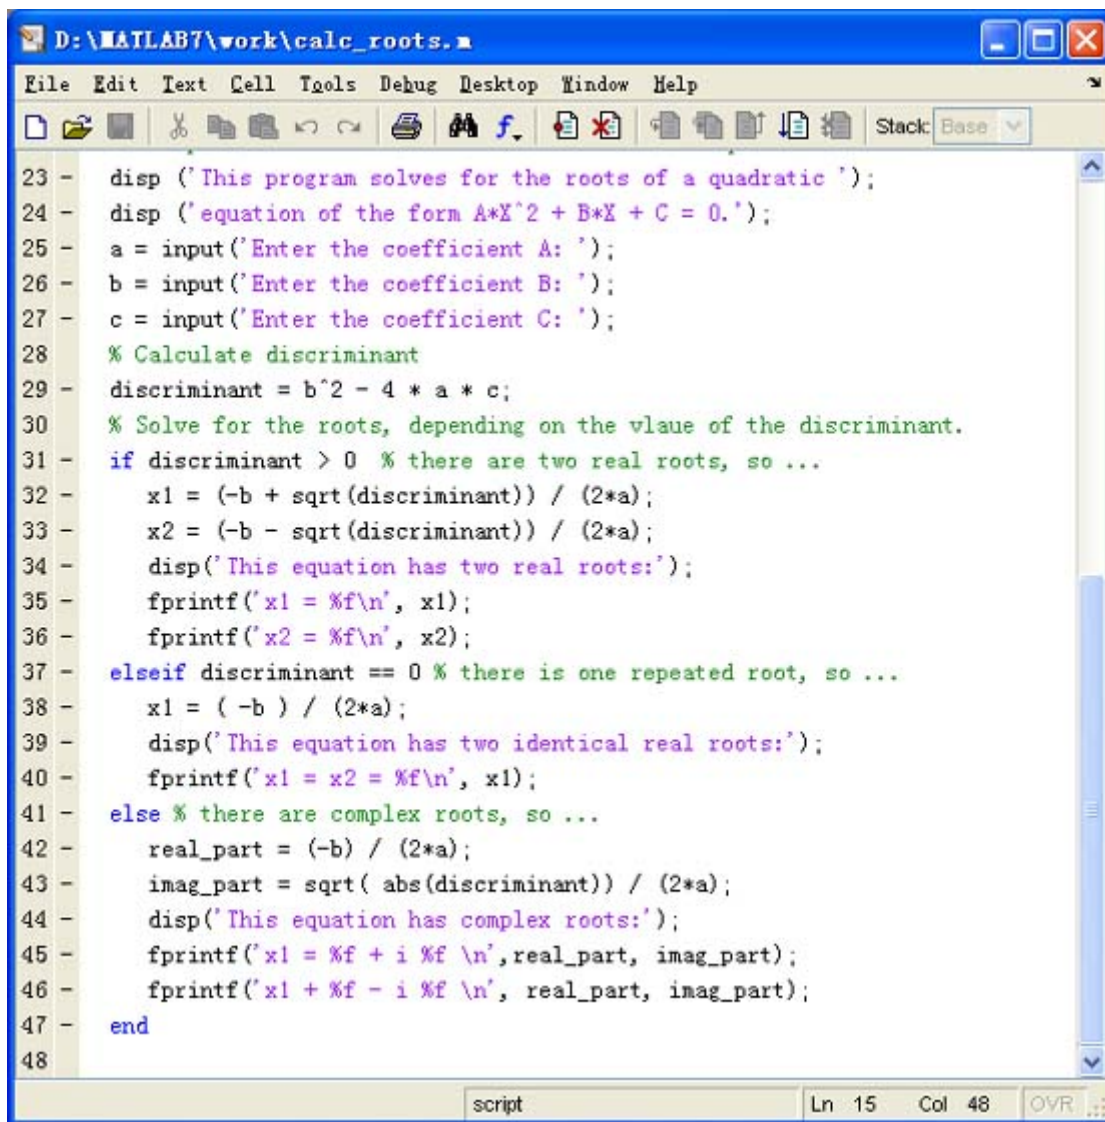 D:\MATLAB7\work\calc_roots.m
File Edit Text Cell Tools Debug Desktop Window Help
Stack: Base
23 - disp ('This program solves for the roots of a quadratic ');
24 - disp ('equation of the form A*X^2 + B*X + C = 0.');
25 - a = input('Enter the coefficient A: ');
26 - b = input('Enter the coefficient B: ');
27 - c = input('Enter the coefficient C: ');
28 % Calculate discriminant
29 - discriminant = b^2 - 4 * a * c;
30 % Solve for the roots, depending on the vlaue of the discriminant.
31 - if discriminant > 0 % there are two real roots, so ...
32 - x1 = (-b + sqrt(discriminant)) / (2*a);
33 - x2 = (-b - sqrt(discriminant)) / (2*a);
34 - disp('This equation has two real roots:');
35 - fprintf('x1 = %f\n', x1);
36 - fprintf('x2 = %f\n', x2);
37 - elseif discriminant == 0 % there is one repeated root, so ...
38 - x1 = ( -b ) / (2*a);
39 - disp('This equation has two identical real roots:');
40 - fprintf('x1 = x2 = %f\n', x1);
41 - else % there are complex roots, so ...
42 - real_part = (-b) / (2*a);
43 - imag_part = sqrt( abs(discriminant)) / (2*a);
44 - disp('This equation has complex roots:');
45 - fprintf('x1 = %f + i %f \n',real_part, imag_part);
46 - fprintf('x1 + %f - i %f \n', real_part, imag_part);
47 - end
48
script Ln 15 Col 48 OVR